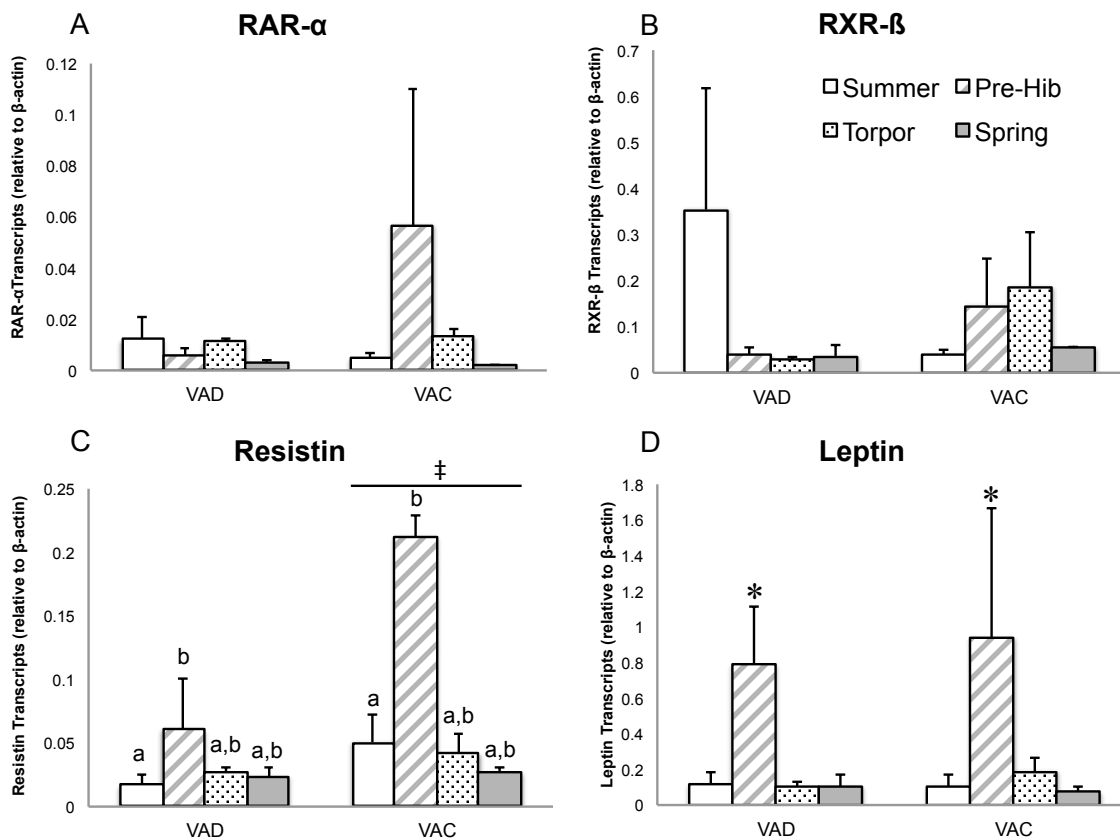 A
RAR-α
RAR-αTranscripts (relative to β-actin)
0.12
0.1
0.08
0.06
0.04
0.02
0
VAD VAC
B
RXR-ß
RXR-β Transcripts (relative to β-actin)
0.7
0.6
0.5
0.4
0.3
0.2
0.1
0
Summer Pre-Hib
Torpor Spring
VAD VAC
C
Resistin
Resistin Transcripts (relative to β-actin)
0.25
0.2
0.15
0.1
0.05
0
‡
a b a,b a,b a b a,b a,b
VAD VAC
D
Leptin
Leptin Transcripts (relative to β-actin)
1.8
1.6
1.4
1.2
1
0.8
0.6
0.4
0.2
0
* *
VAD VAC